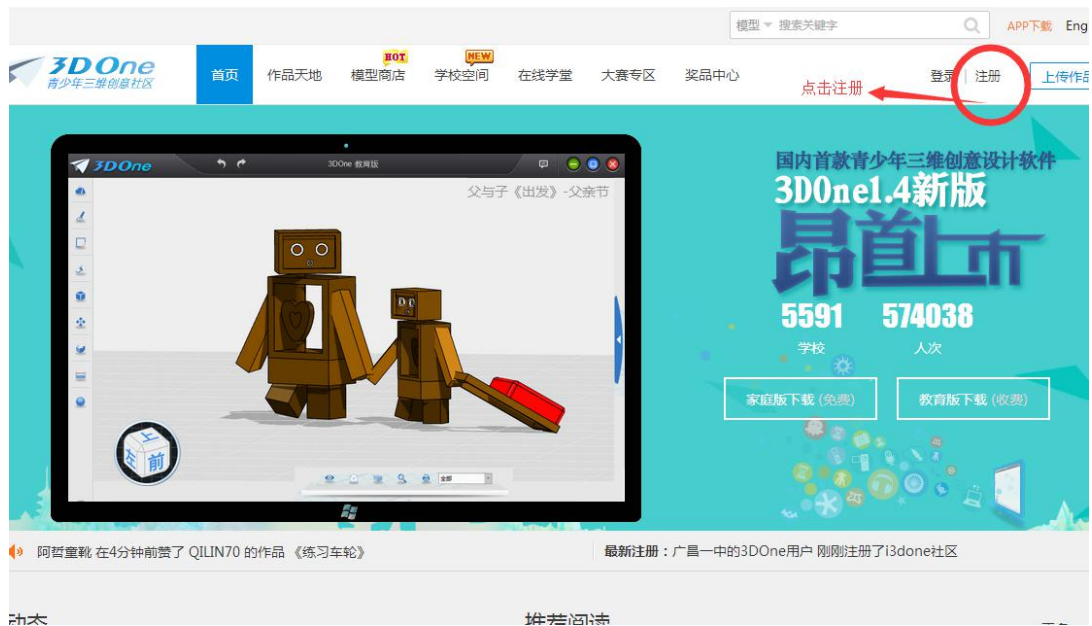 模型 搜索关键字 APP下载 Eng
3DOne
青少年三维创意社区
首页 作品天地 HOT 模型商店 NEW 学校空间 在线学堂 大赛专区 奖品中心 登录 | 注册 上传作品
点击注册
3DOne 3DOne 教育版
父与子《出发》-父亲节
上
左 前
全部
国内首款青少年三维创意设计软件
3DOne1.4新版
昂首上市
5591 574038
学校 人次
家庭版下载 (免费) 教育版下载 (收费)
阿哲童靴 在4分钟前赞了 QILIN70 的作品 《练习车轮》 最新注册：广昌一中的3DOne用户 刚刚注册了i3done社区
动态 推荐阅读